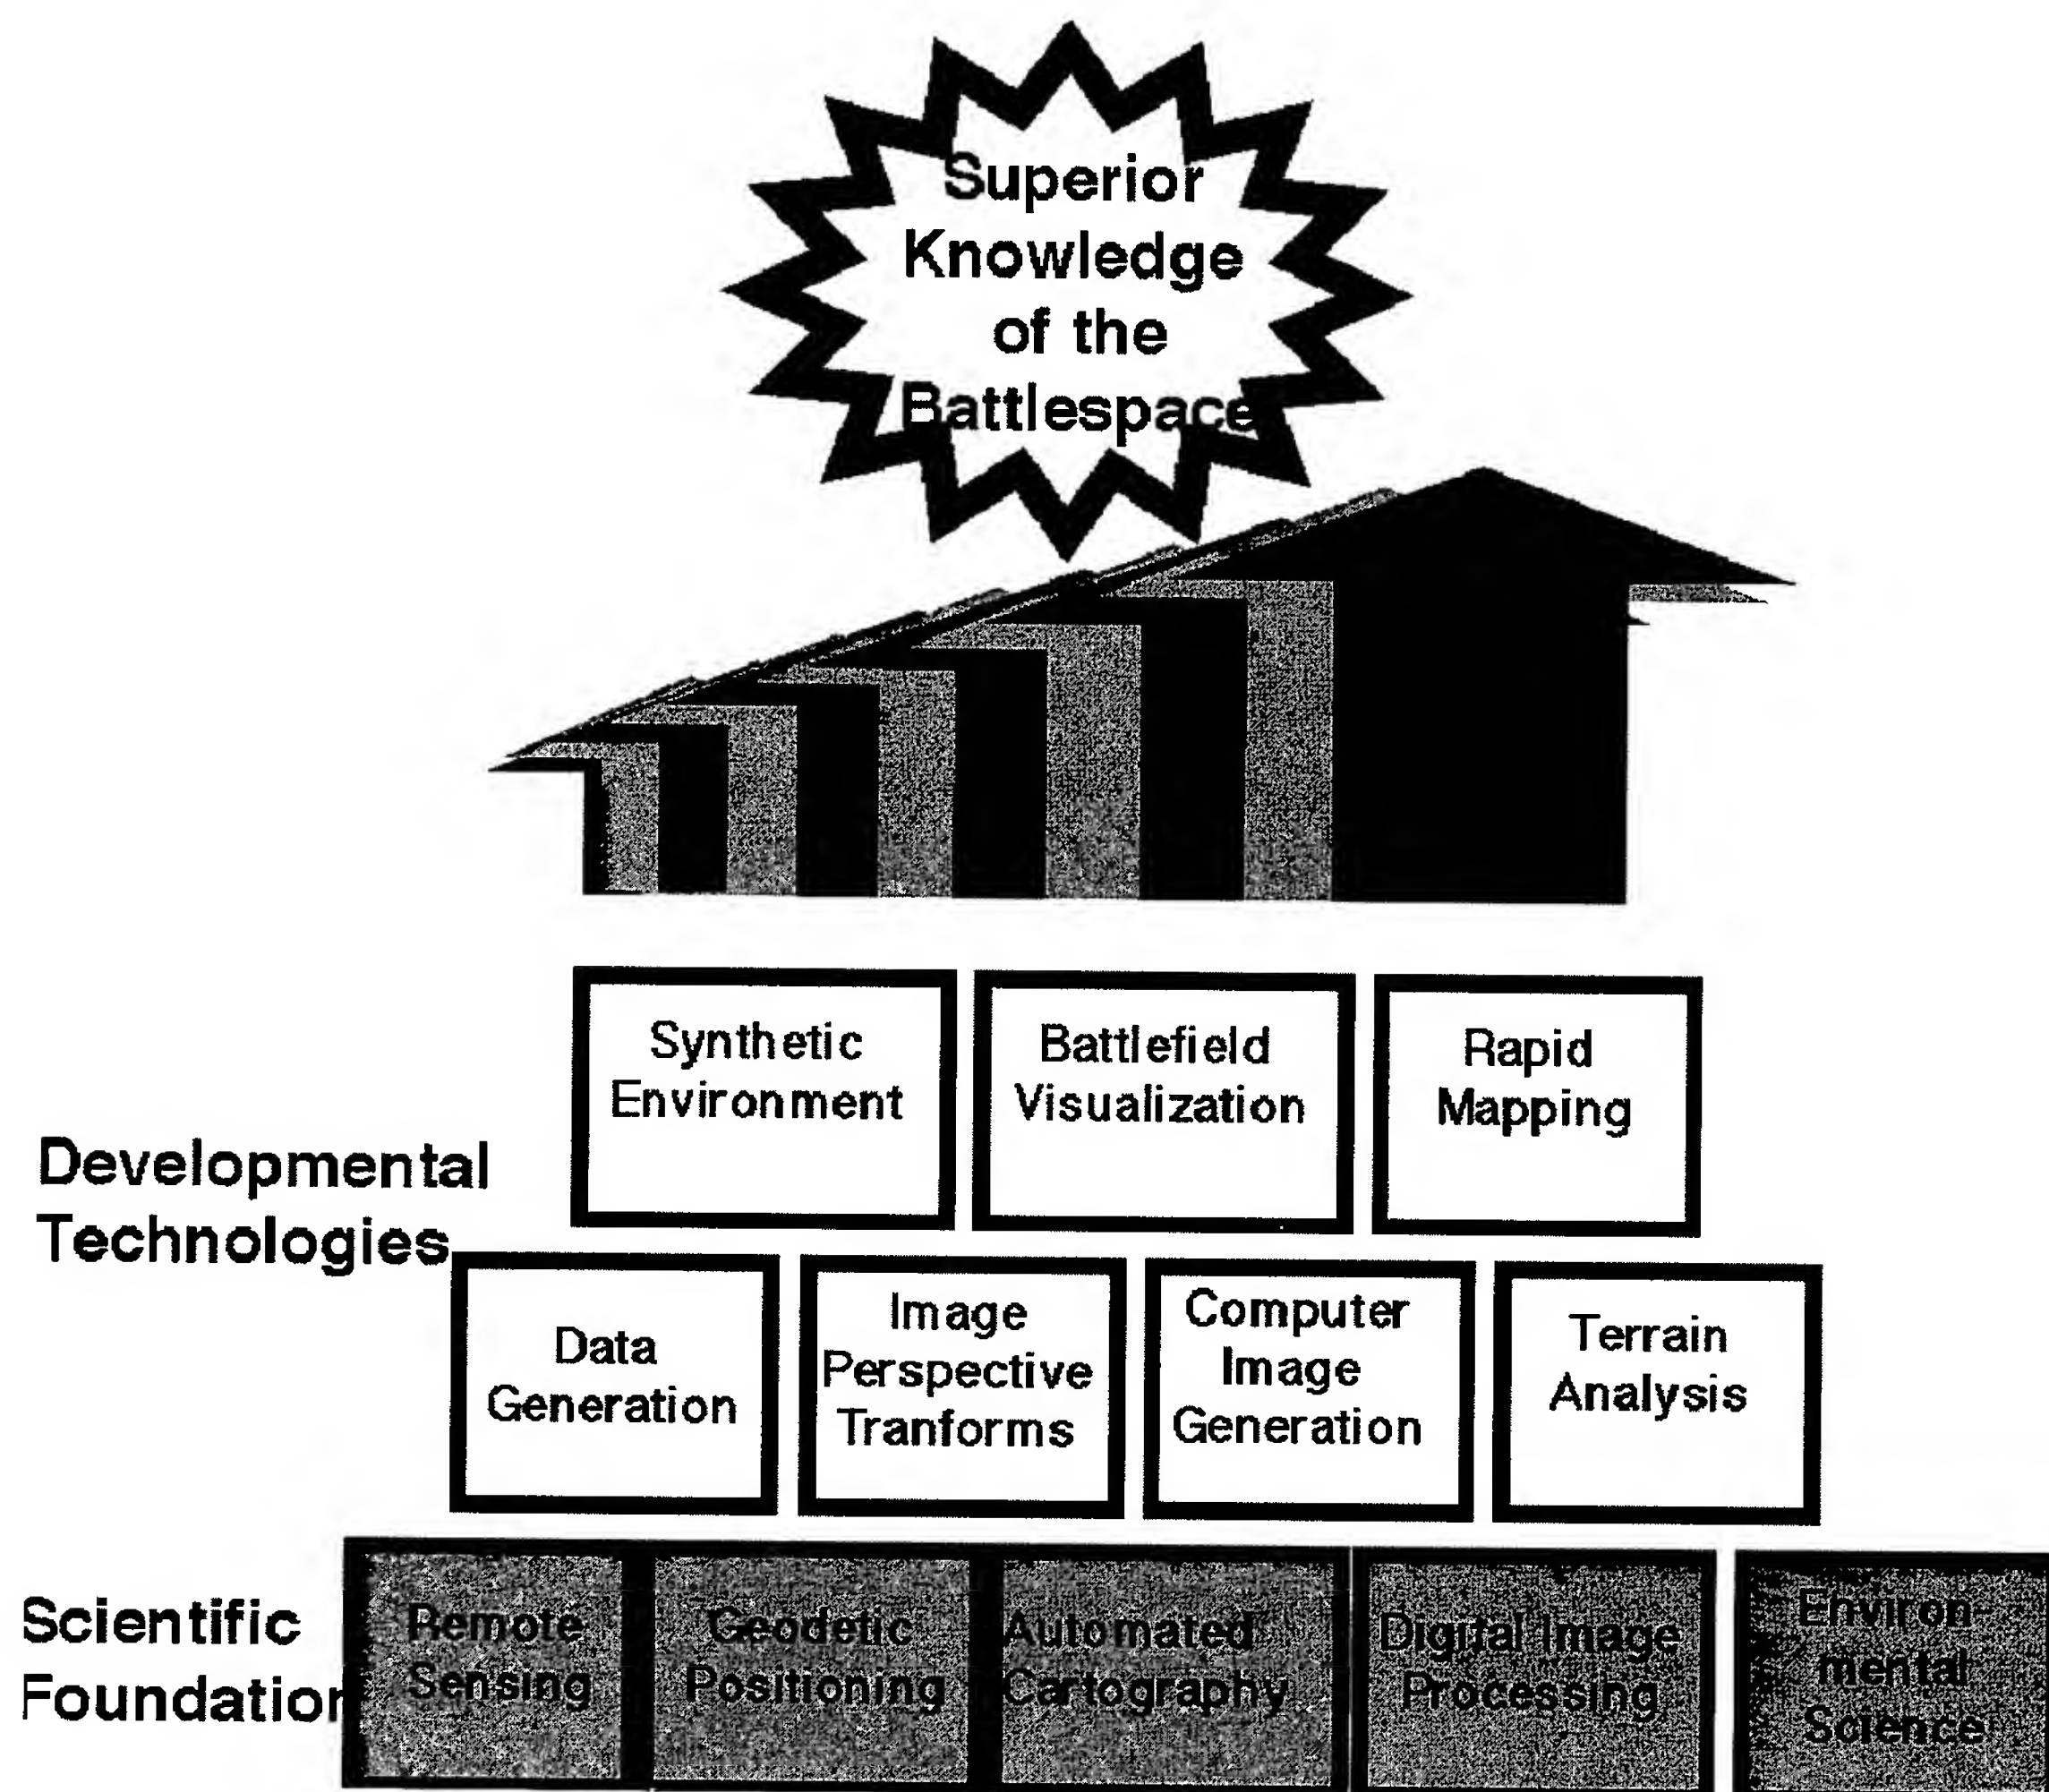 Superior
Knowledge
of the
Battlespace
Synthetic
Environment
Battlefield
Visualization
Rapid
Mapping
Developmental
Technologies
Data
Generation
Image
Perspective
Tranforms
Computer
Image
Generation
Terrain
Analysis
Scientific
Foundation
Remote
Sensing
Geodetic
Positioning
Automated
Cartography
Digital Image
Processing
Environ-
mental
Science